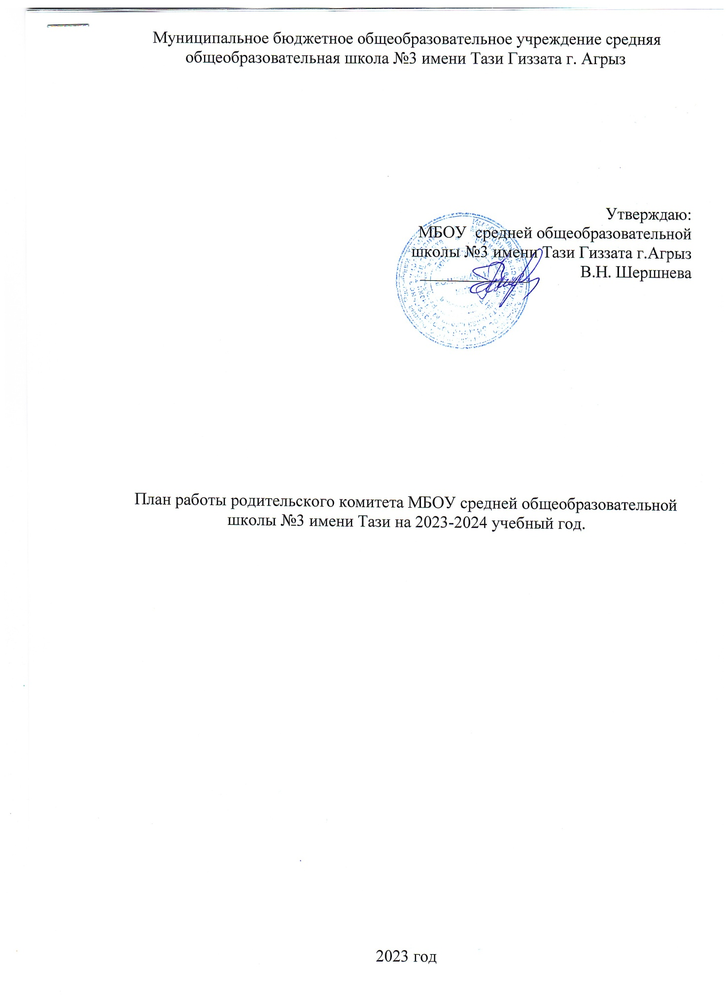 Муниципальное бюджетное общеобразовательное учреждение средняя
общеобразовательная школа №3 имени Тази Гиззата г. Агрыз
Утверждаю:
МБОУ средней общеобразовательной
школы №3 имени Тази Гиззата г.Агрыз
В.Н. Шершнева
План работы родительского комитета МБОУ средней общеобразовательной
школы №3 имени Тази на 2023-2024 учебный год.
2023 год